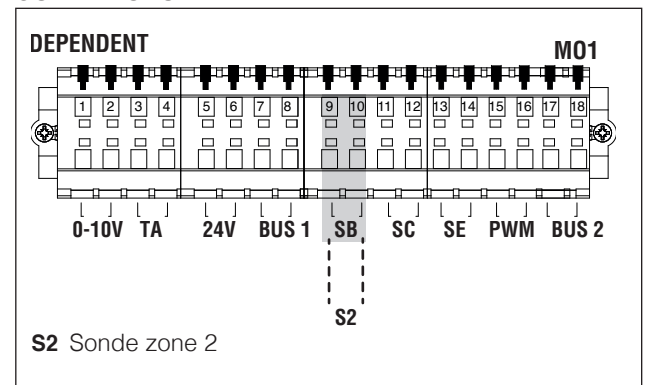 DEPENDENT
M01
1 2 3 4 5 6 7 8 9 10 11 12 13 14 15 16 17 18
0-10V TA 24V BUS 1 SB SC SE PWM BUS 2
S2
S2 Sonde zone 2